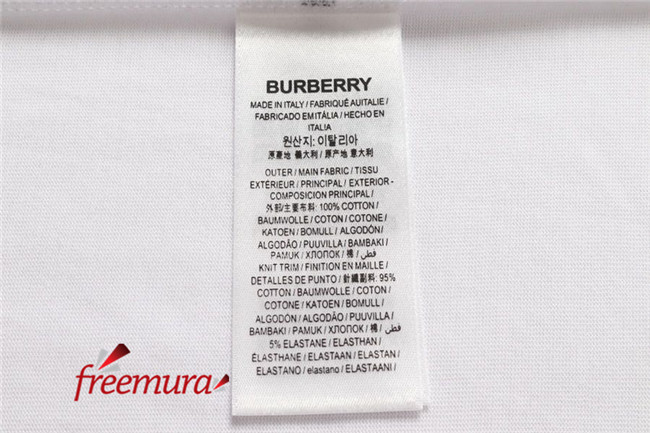 BURBERRY
MADE IN ITALY / FABRIQUÉ AUITALIE /
FABRICADO EM ITÁLIA / HECHO EN
ITALIA
원산지: 이탈리아
原產地 義大利 / 原产地 意大利
OUTER / MAIN FABRIC / TISSU
EXTÉRIEUR / PRINCIPAL / EXTERIOR -
COMPOSICION PRINCIPAL /
外部/主要布料: 100% COTTON /
BAUMWOLLE / COTON / COTONE /
KATOEN / BOMULL / ALGODÓN /
ALGODÃO / PUUVILLA / BAMBAKI /
PAMUK / ХЛОПОК / 棉 / قطن /
KNIT TRIM / FINITION EN MAILLE /
DETALLES DE PUNTO / 針織副料: 95%
COTTON / BAUMWOLLE / COTON /
COTONE / KATOEN / BOMULL /
ALGODÓN / ALGODÃO / PUUVILLA /
BAMBAKI / PAMUK / ХЛОПОК / 棉 / قطن /
5% ELASTANE / ELASTHAN /
ÉLASTHANE / ELASTAAN / ELASTAN /
ELASTANO / elastano / ELASTAANI /
freemura